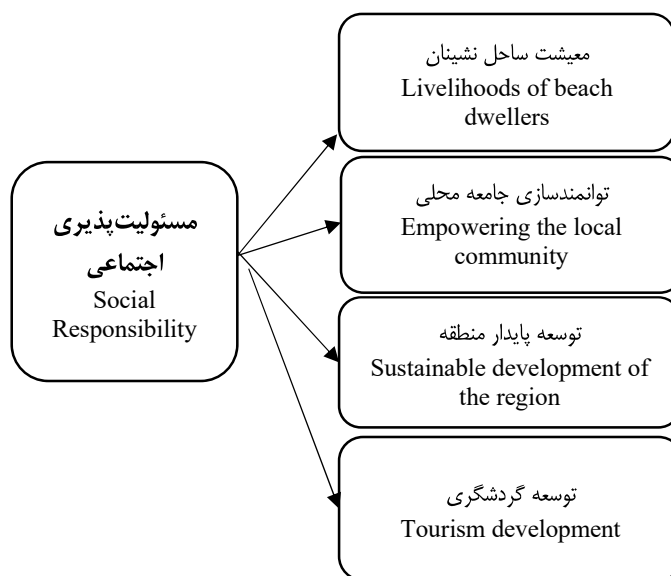 معیشت ساحل نشینان
Livelihoods of beach
dwellers
توانمندسازی جامعه محلی
Empowering the local
community
مسئولیت‌پذیری
اجتماعی
Social
Responsibility
توسعه پایدار منطقه
Sustainable development of
the region
توسعه گردشگری
Tourism development